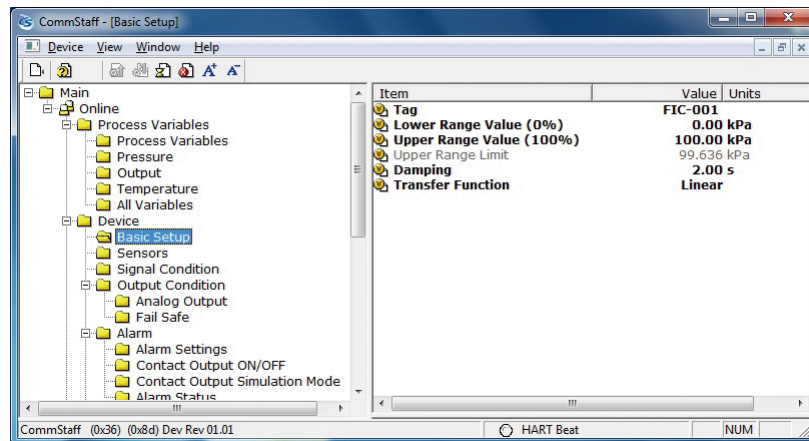 CommStaff - [Basic Setup]
Device View Window Help
Main
Online
Process Variables
Process Variables
Pressure
Output
Temperature
All Variables
Device
Basic Setup
Sensors
Signal Condition
Output Condition
Analog Output
Fail Safe
Alarm
Alarm Settings
Contact Output ON/OFF
Contact Output Simulation Mode
Alarm Status
Item Value Units
Tag FIC-001
Lower Range Value (0%) 0.00 kPa
Upper Range Value (100%) 100.00 kPa
Upper Range Limit 99.636 kPa
Damping 2.00 s
Transfer Function Linear
CommStaff (0x36) (0x8d) Dev Rev 01.01 HART Beat NUM